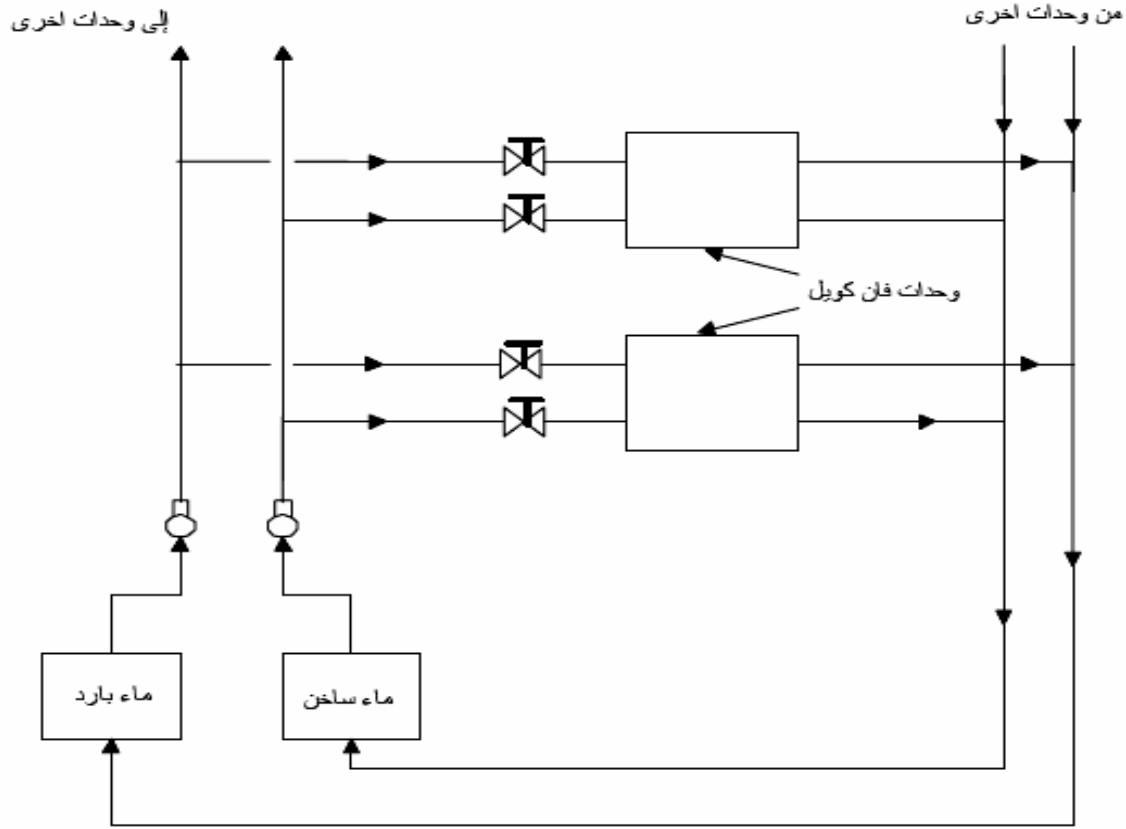 من وحدات اخرى
إلى وحدات اخرى
وحدات فان كويل
ماء ساخن
ماء بارد